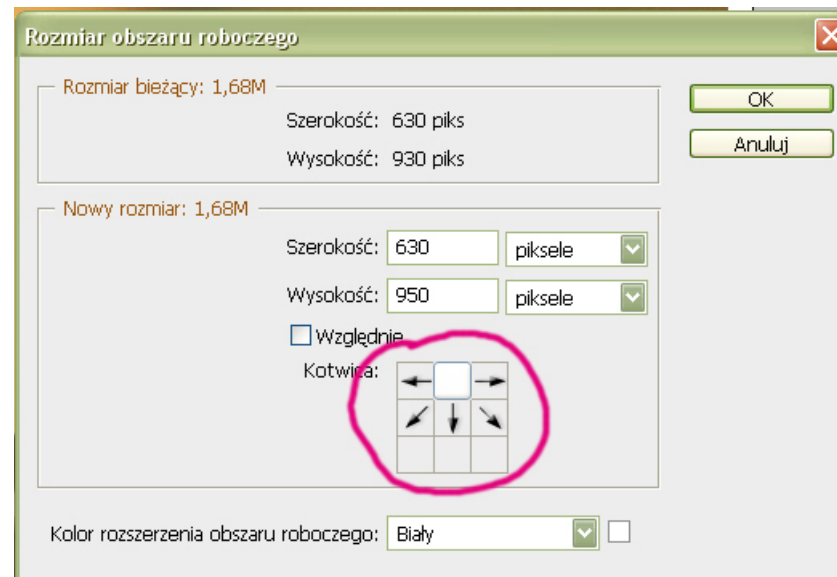 Rozmiar obszaru roboczego
Rozmiar bieżący: 1,68M
OK
Szerokość: 630 piks
Anuluj
Wysokość: 930 piks
Nowy rozmiar: 1,68M
Szerokość: 630 piksele
Wysokość: 950 piksele
Względnie
Kotwica:
Kolor rozszerzenia obszaru roboczego: Biały